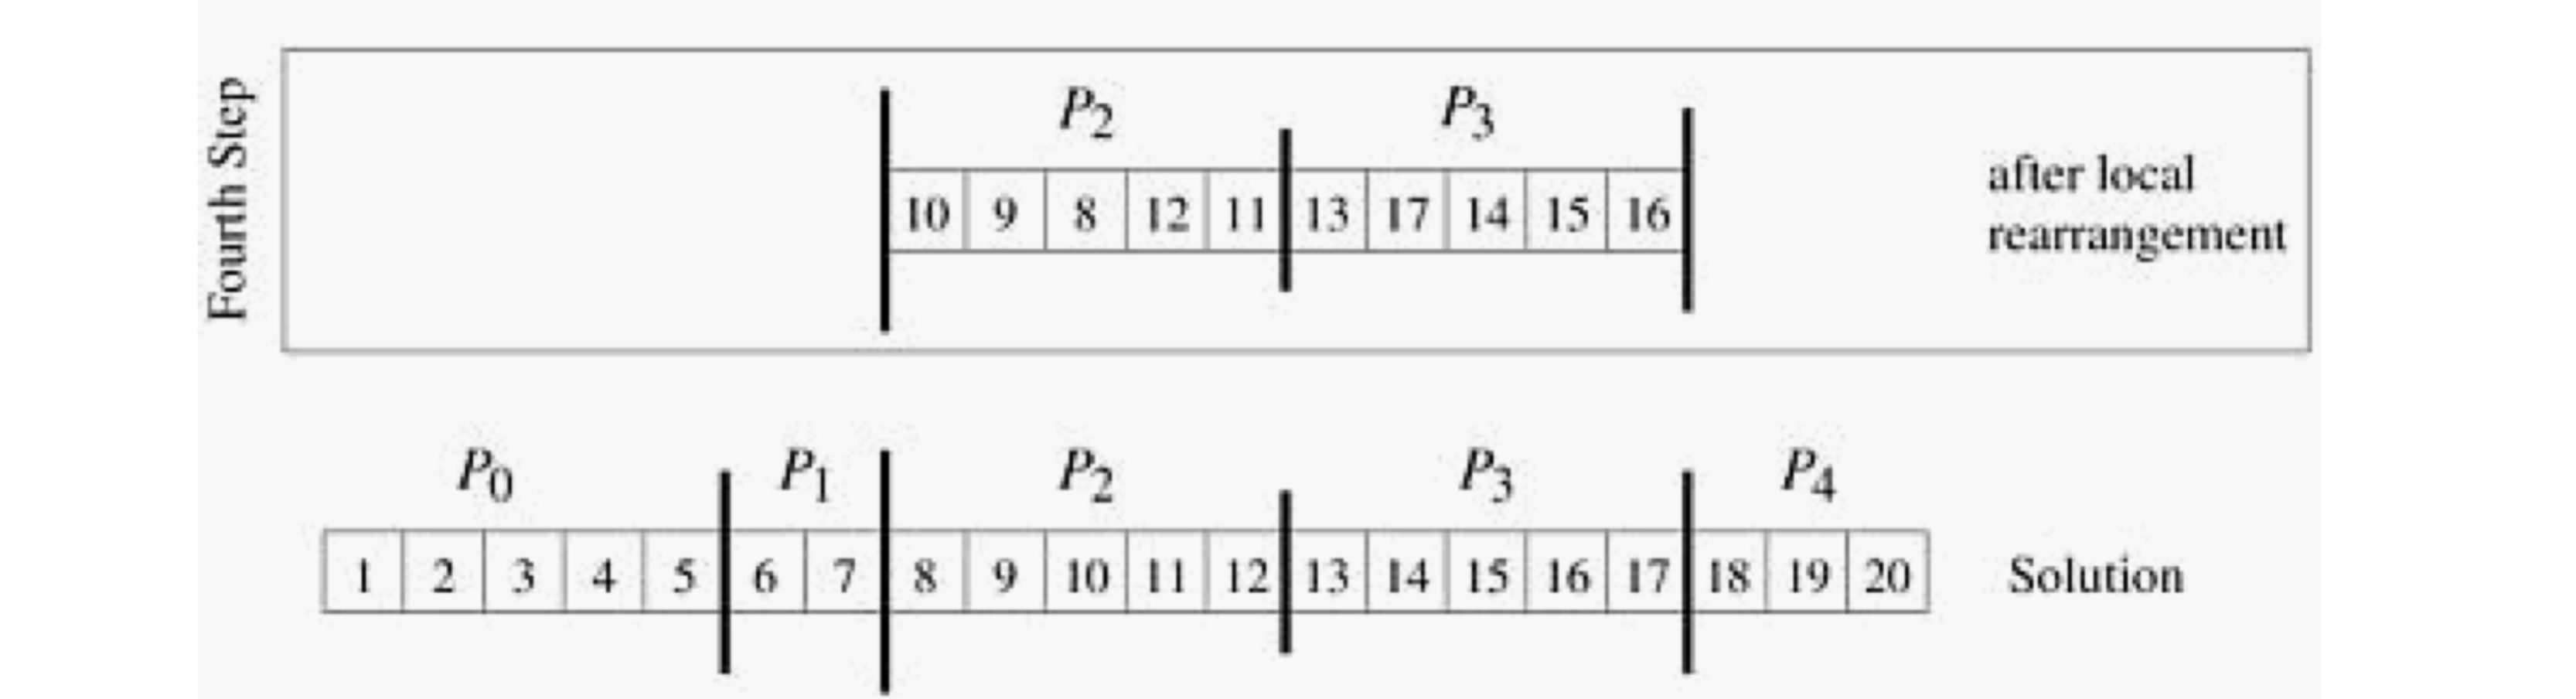 Fourth Step
P2 P3
10 9 8 12 11 13 17 14 15 16
after local
rearrangement
P0 P1 P2 P3 P4
1 2 3 4 5 6 7 8 9 10 11 12 13 14 15 16 17 18 19 20 Solution